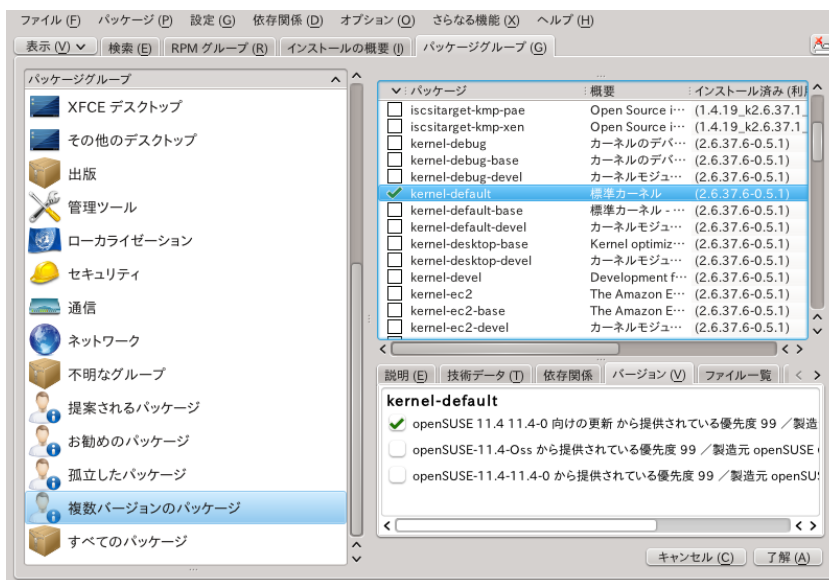 ファイル (F) パッケージ (P) 設定 (G) 依存関係 (D) オプション (O) さらなる機能 (X) ヘルプ (H)
表示 (V) 検索 (E) RPM グループ (R) インストールの概要 (I) パッケージグループ (G)
パッケージグループ
XFCE デスクトップ
その他のデスクトップ
出版
管理ツール
ローカライゼーション
セキュリティ
通信
ネットワーク
不明なグループ
提案されるパッケージ
お勧めのパッケージ
孤立したパッケージ
複数バージョンのパッケージ
すべてのパッケージ
パッケージ 概要 インストール済み (利
iscsitarget-kmp-pae Open Source i… (1.4.19_k2.6.37.1_
iscsitarget-kmp-xen Open Source i… (1.4.19_k2.6.37.1_
kernel-debug カーネルのデバ… (2.6.37.6-0.5.1)
kernel-debug-base カーネルのデバ… (2.6.37.6-0.5.1)
kernel-debug-devel カーネルモジュ… (2.6.37.6-0.5.1)
kernel-default 標準カーネル (2.6.37.6-0.5.1)
kernel-default-base 標準カーネル - … (2.6.37.6-0.5.1)
kernel-default-devel カーネルモジュ… (2.6.37.6-0.5.1)
kernel-desktop-base Kernel optimiz… (2.6.37.6-0.5.1)
kernel-desktop-devel カーネルモジュ… (2.6.37.6-0.5.1)
kernel-devel Development f… (2.6.37.6-0.5.1)
kernel-ec2 The Amazon E… (2.6.37.6-0.5.1)
kernel-ec2-base The Amazon E… (2.6.37.6-0.5.1)
kernel-ec2-devel カーネルモジュ… (2.6.37.6-0.5.1)
説明 (E) 技術データ (T) 依存関係 バージョン (V) ファイル一覧
kernel-default
openSUSE 11.4 11.4-0 向けの更新 から提供されている優先度 99 ／製造
openSUSE-11.4-Oss から提供されている優先度 99 ／製造元 openSUSE
openSUSE-11.4-11.4-0 から提供されている優先度 99 ／製造元 openSU
キャンセル (C) 了解 (A)